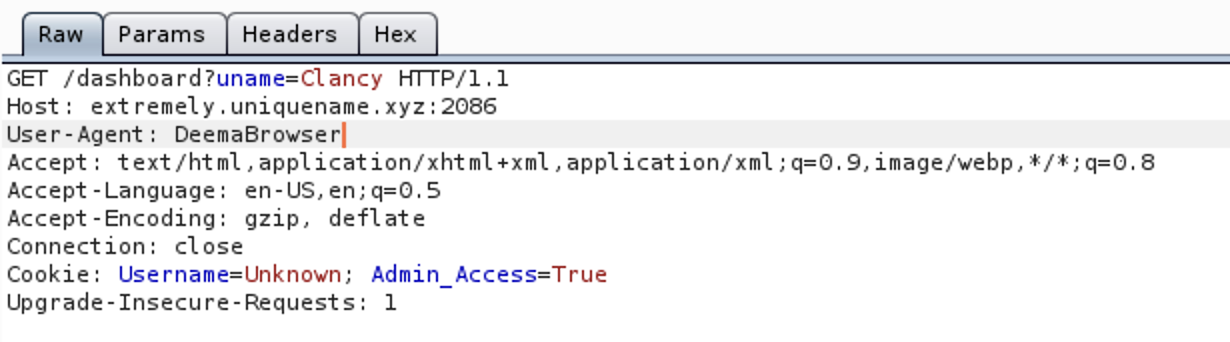 Raw Params Headers Hex
GET /dashboard?uname=Clancy HTTP/1.1
Host: extremely.uniquename.xyz:2086
User-Agent: DeemaBrowser
Accept: text/html,application/xhtml+xml,application/xml;q=0.9,image/webp,*/*;q=0.8
Accept-Language: en-US,en;q=0.5
Accept-Encoding: gzip, deflate
Connection: close
Cookie: Username=Unknown; Admin_Access=True
Upgrade-Insecure-Requests: 1